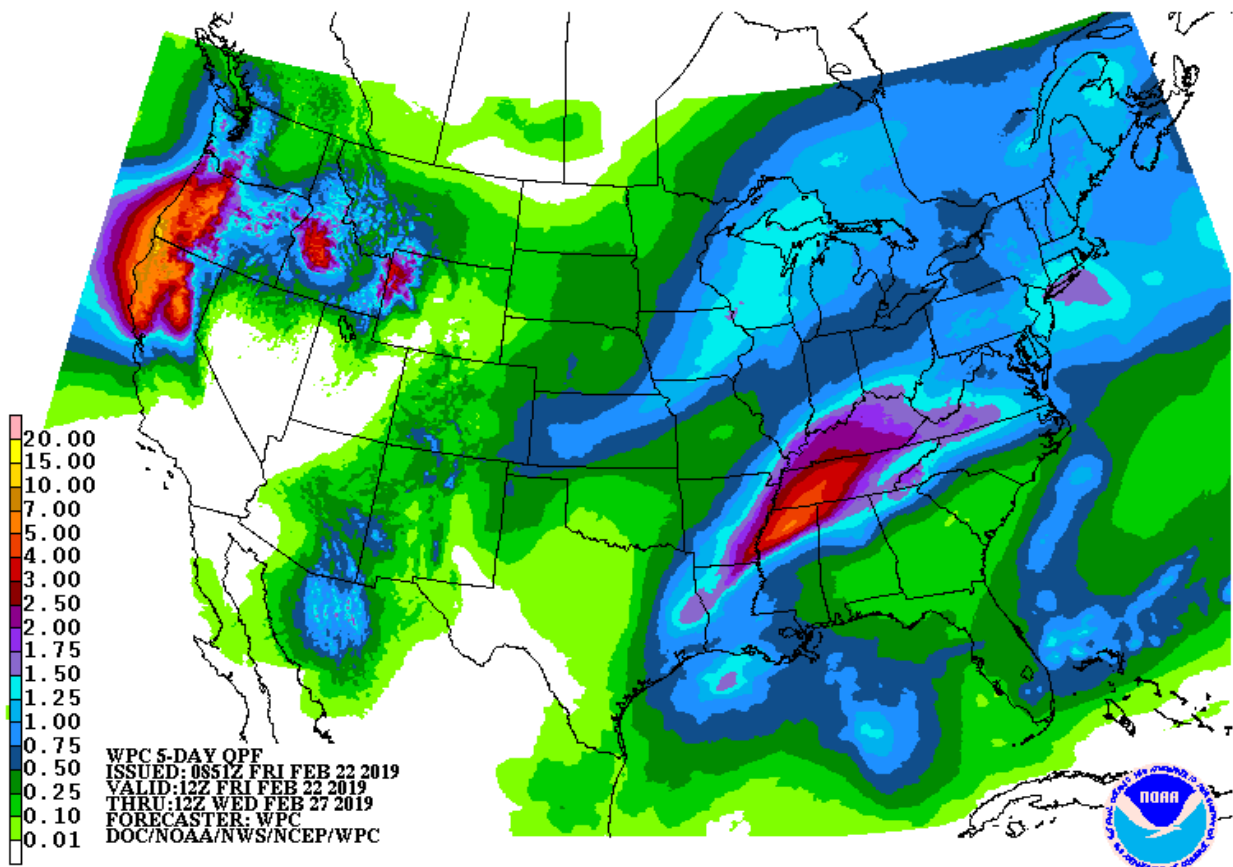 20.00
15.00
10.00
7.00
5.00
4.00
3.00
2.50
2.00
1.75
1.50
1.25
1.00
0.75
0.50
0.25
0.10
0.01
WPC 5-DAY QPF
ISSUED: 0851Z FRI FEB 22 2019
VALID:12Z FRI FEB 22 2019
THRU:12Z WED FEB 27 2019
FORECASTER: WPC
DOC/NOAA/NWS/NCEP/WPC
NOAA